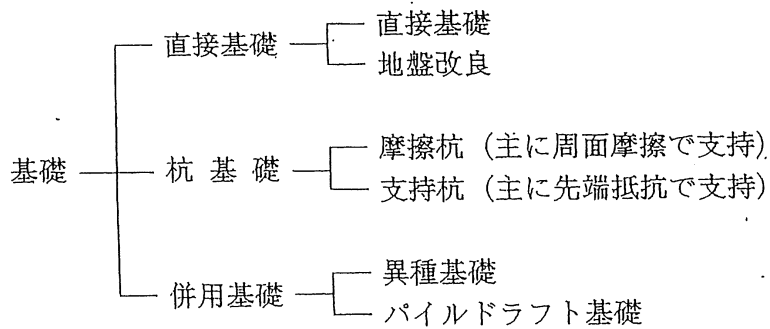 直接基礎
直接基礎
地盤改良
基礎
杭基礎
摩擦杭（主に周面摩擦で支持）
支持杭（主に先端抵抗で支持）
併用基礎
異種基礎
パイルドラフト基礎